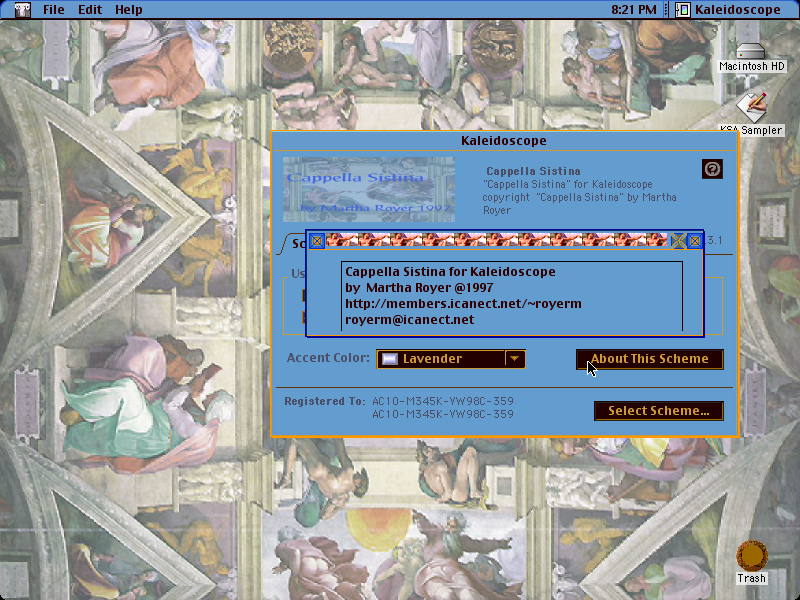 File Edit Help 8:21 PM Kaleidoscope
Macintosh HD
KSA Sampler
Kaleidoscope
Cappella Sistina
by Martha Royer 1997
Cappella Sistina
"Cappella Sistina" for Kaleidoscope
copyright "Cappella Sistina" by Martha
Royer
3.1
Cappella Sistina for Kaleidoscope
by Martha Royer @1997
http://members.icanect.net/~royerm
royerm@icanect.net
Accent Color: Lavender
About This Scheme
Registered To: AC10-M345K-YW98C-359
AC10-M345K-YW98C-359
Select Scheme...
Trash